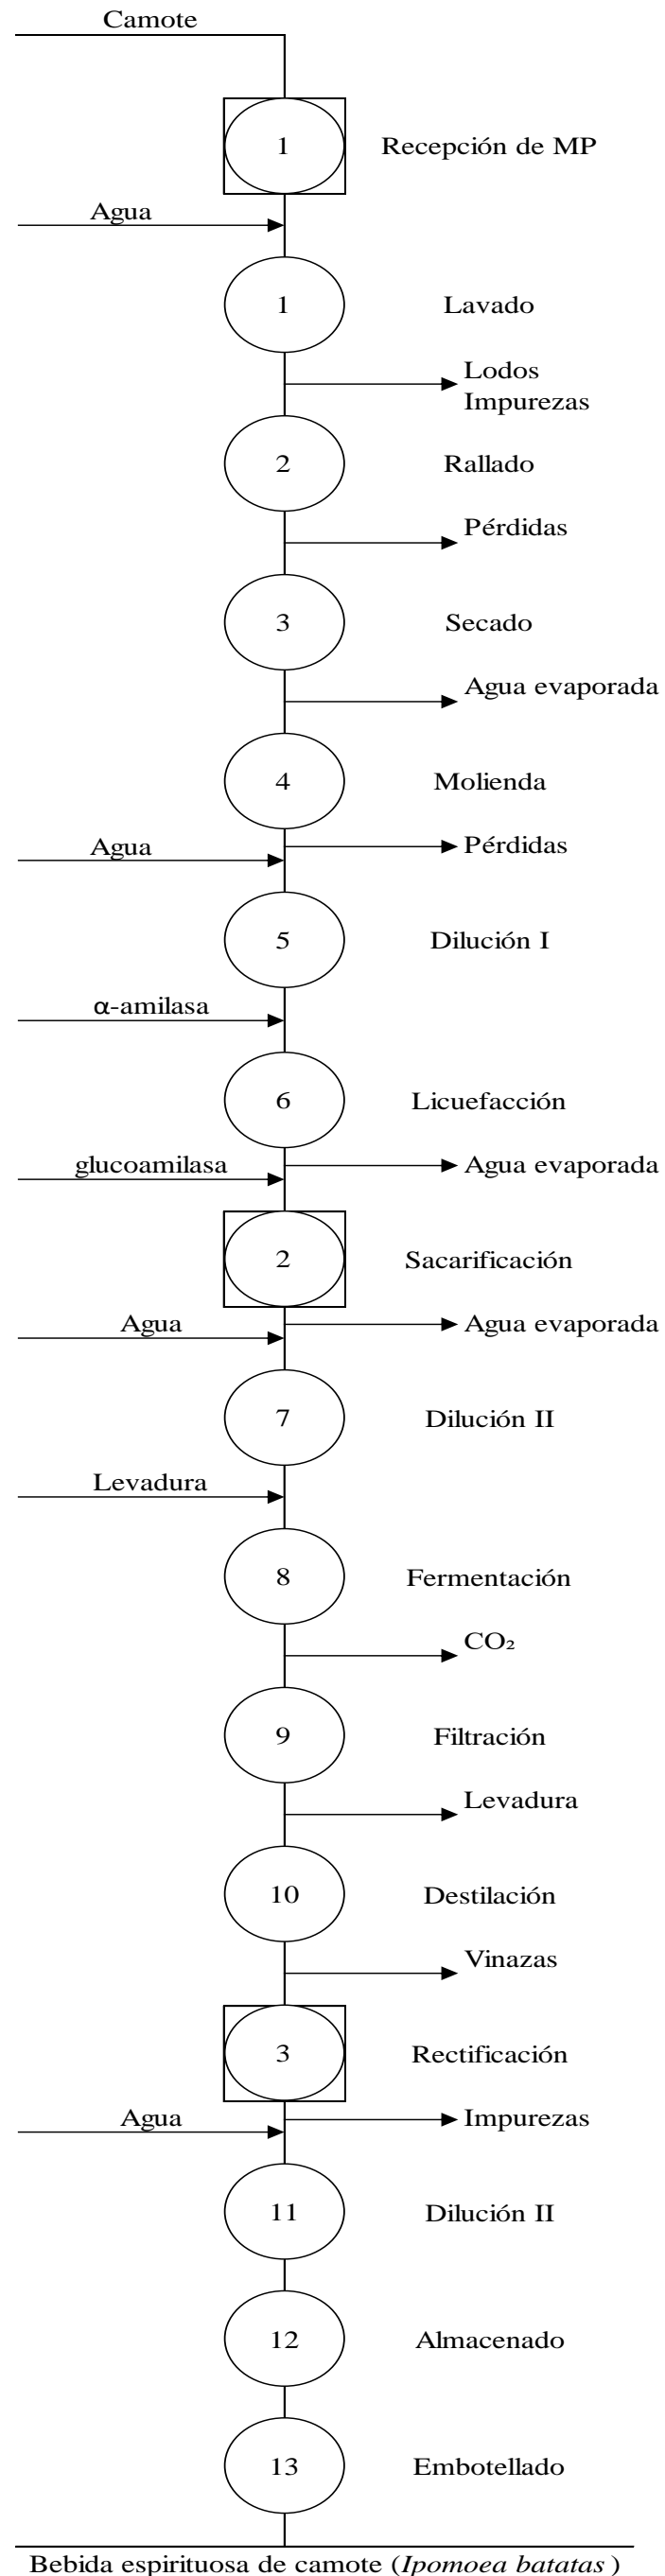 Camote
1 Recepción de MP
Agua
1 Lavado
Lodos
Impurezas
2 Rallado
Pérdidas
3 Secado
Agua evaporada
4 Molienda
Agua Pérdidas
5 Dilución I
α-amilasa
6 Licuefacción
glucoamilasa Agua evaporada
2 Sacarificación
Agua Agua evaporada
7 Dilución II
Levadura
8 Fermentación
CO₂
9 Filtración
Levadura
10 Destilación
Vinazas
3 Rectificación
Agua Impurezas
11 Dilución II
12 Almacenado
13 Embotellado
Bebida espirituosa de camote (Ipomoea batatas)